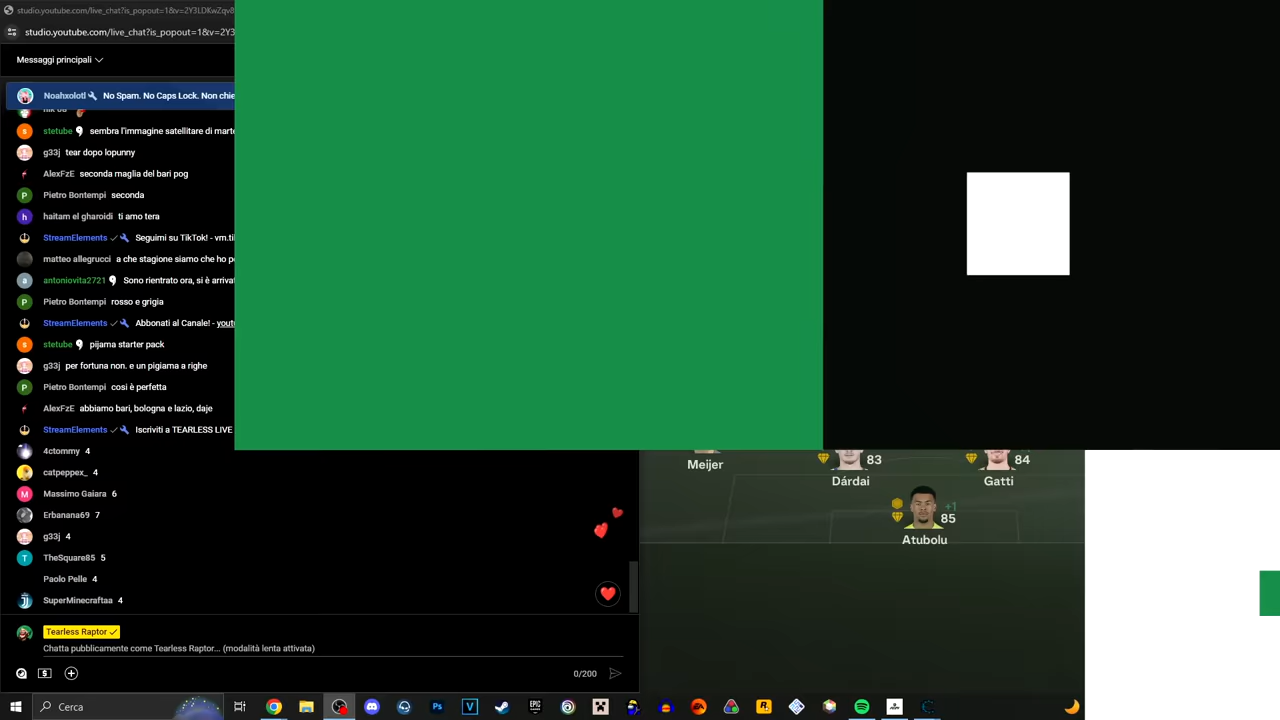 studio.youtube.com/live_chat?is_popout=1&v=2Y3LDKwZqv8
studio.youtube.com/live_chat?is_popout=1&v=2Y3
Messaggi principali
Noahxolotl No Spam. No Caps Lock. Non chie
stetube sembra l'immagine satellitare di marte
g33j tear dopo lopunny
AlexFzE seconda maglia del bari pog
P Pietro Bontempi seconda
h haitam el gharoidi ti amo tera
StreamElements Seguimi su TikTok! - vm.ti
matteo allegrucci a che stagione siamo che ho p
a antoniovita2721 Sono rientrato ora, si è arriva
P Pietro Bontempi rosso e grigia
StreamElements Abbonati al Canale! - yout
s stetube pijama starter pack
g33j per fortuna non. e un pigiama a righe
P Pietro Bontempi così è perfetta
AlexFzE abbiamo bari, bologna e lazio, daje
StreamElements Iscriviti a TEARLESS LIVE
4ctommy 4
catpeppex_ 4
M Massimo Gaiara 6
Erbanana69 7
g33j 4
T TheSquare85 5
Paolo Pelle 4
SuperMinecraftaa 4
Tearless Raptor
Chatta pubblicamente come Tearless Raptor... (modalità lenta attivata)
0/200
Meijer
83
Dárdai
84
Gatti
+1
85
Atubolu
Cerca